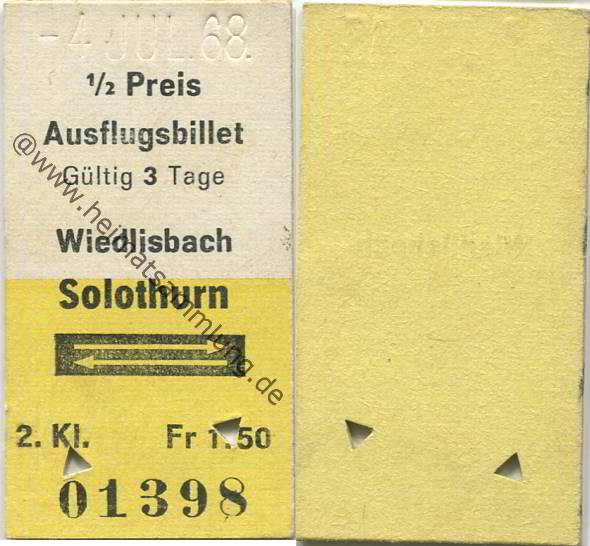 - 4. JUL. 68.
1/2 Preis
Ausflugsbillet
Gültig 3 Tage
Wiedlisbach
Solothurn
2. Kl. Fr 1.50
01398
@www.heimatsammlung.de